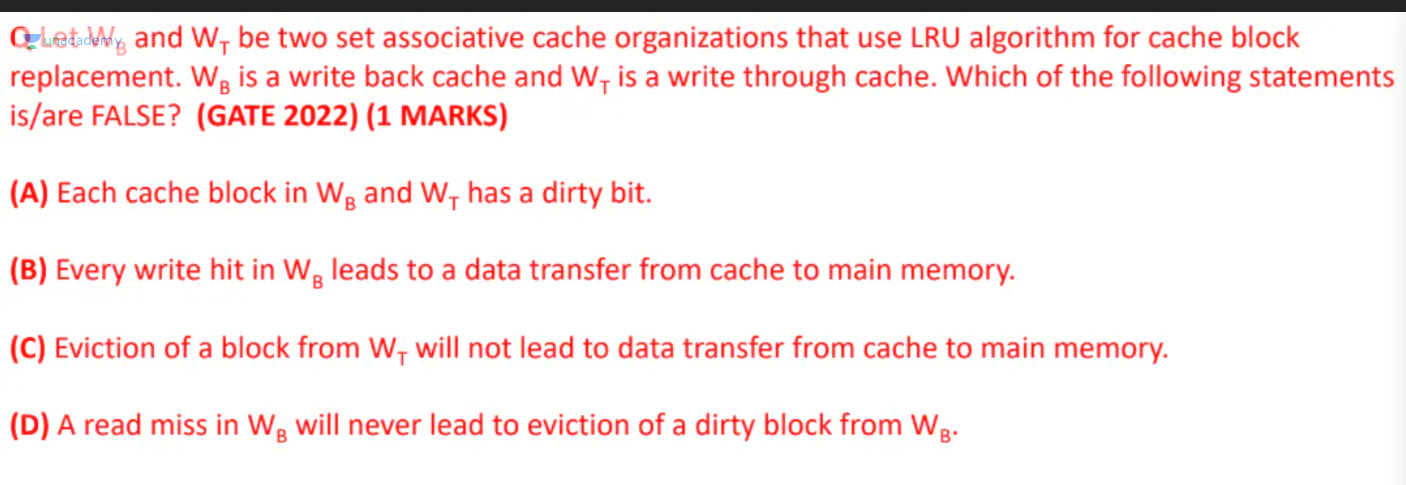 Q Let W_B and W_T be two set associative cache organizations that use LRU algorithm for cache block
unacademy
replacement. W_B is a write back cache and W_T is a write through cache. Which of the following statements
is/are FALSE? (GATE 2022) (1 MARKS)
(A) Each cache block in W_B and W_T has a dirty bit.
(B) Every write hit in W_B leads to a data transfer from cache to main memory.
(C) Eviction of a block from W_T will not lead to data transfer from cache to main memory.
(D) A read miss in W_B will never lead to eviction of a dirty block from W_B.